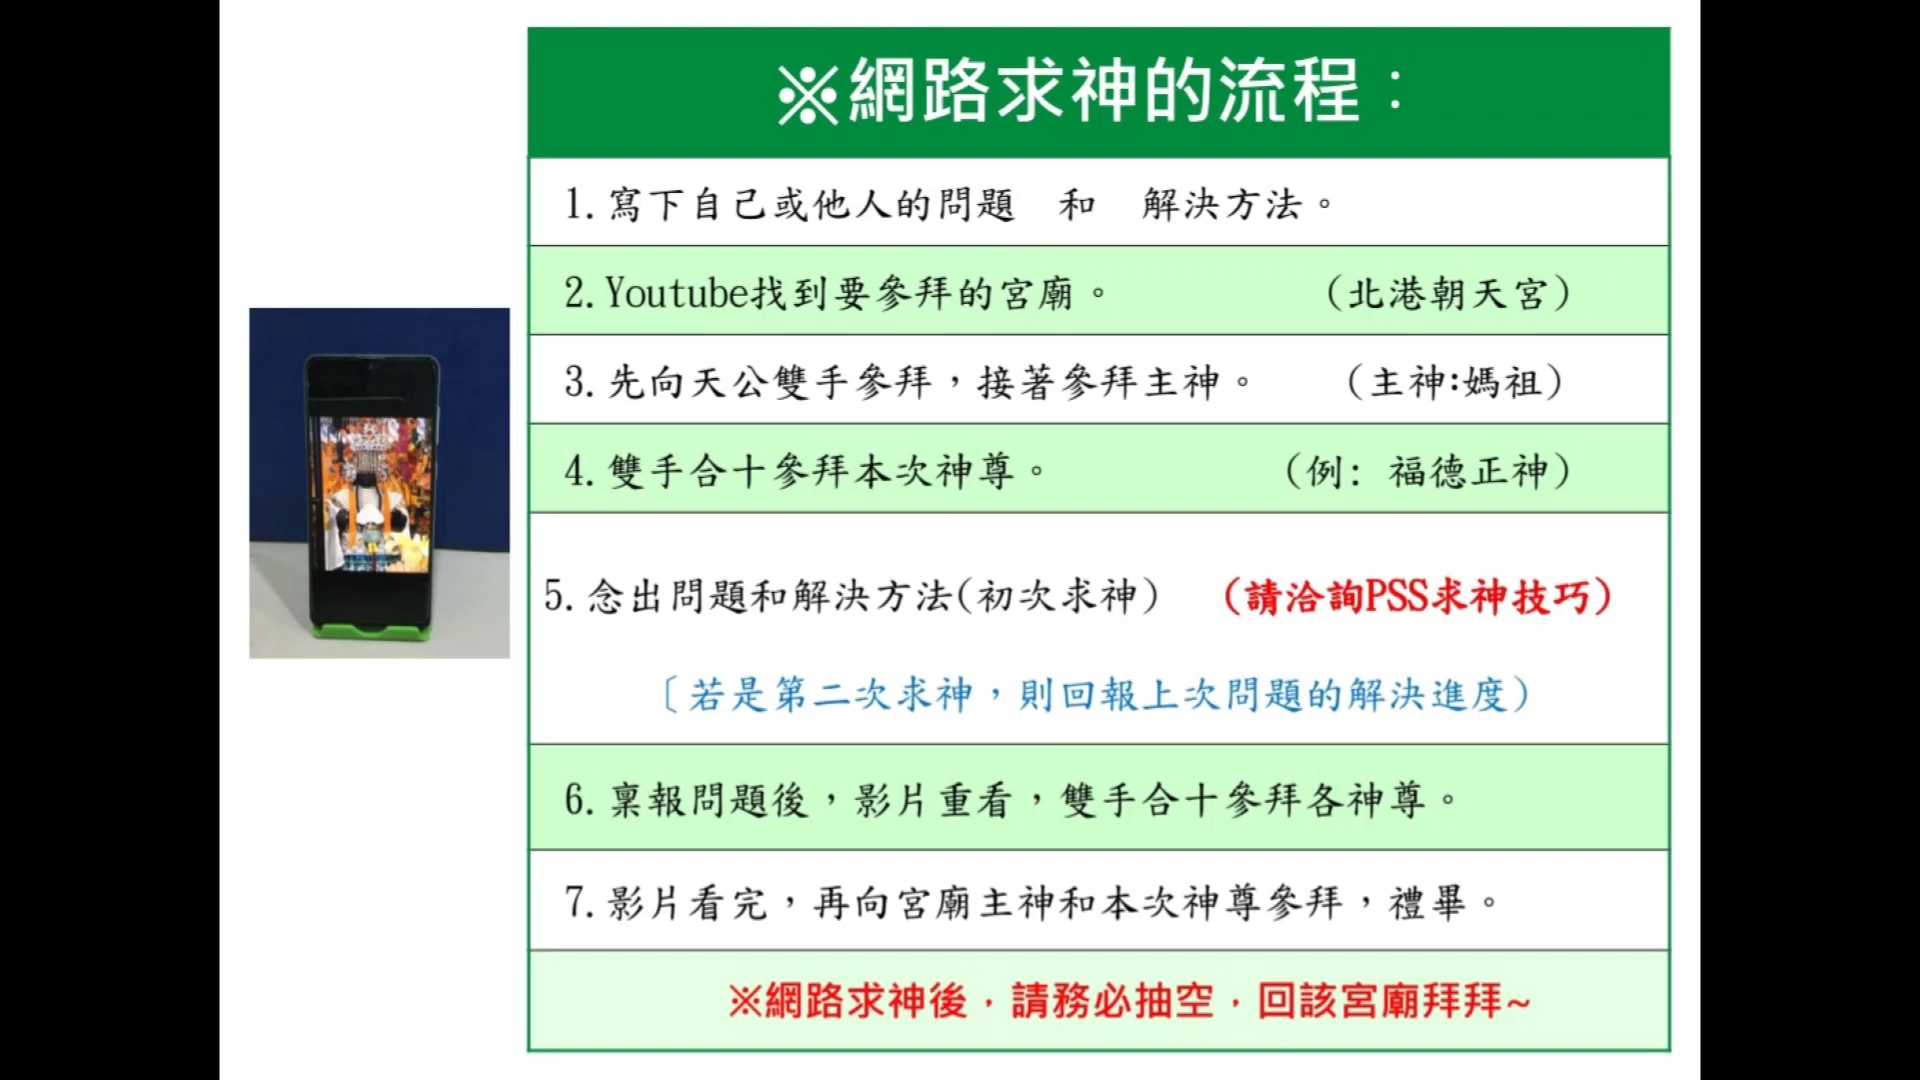 ※網路求神的流程：
1.寫下自己或他人的問題 和 解決方法。
2.Youtube找到要參拜的宮廟。 (北港朝天宮)
3.先向天公雙手參拜，接著參拜主神。 (主神:媽祖)
4.雙手合十參拜本次神尊。 (例: 福德正神)
5.念出問題和解決方法(初次求神) (請洽詢PSS求神技巧)
〔若是第二次求神，則回報上次問題的解決進度)
6.稟報問題後，影片重看，雙手合十參拜各神尊。
7.影片看完，再向宮廟主神和本次神尊參拜，禮畢。
※網路求神後，請務必抽空，回該宮廟拜拜~